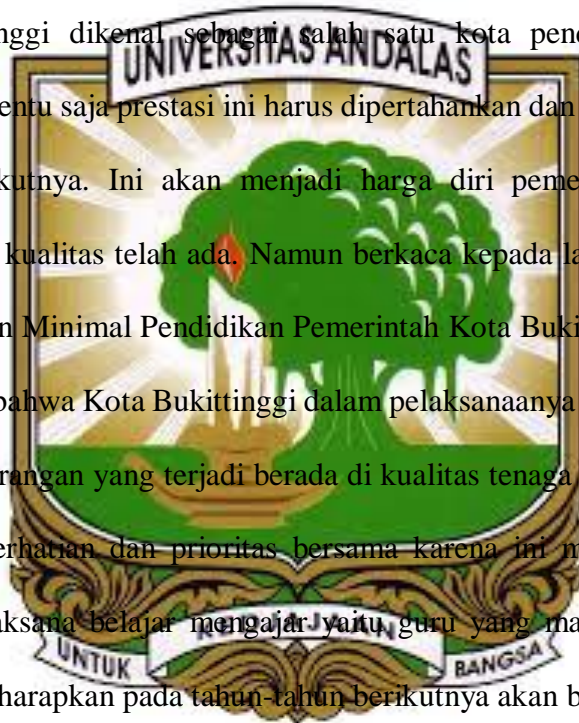 nggi dikenal sebagai salah satu kota pend
UNIVERSITAS ANDALAS
entu saja prestasi ini harus dipertahankan dan
kutnya. Ini akan menjadi harga diri peme
kualitas telah ada. Namun berkaca kepada la
n Minimal Pendidikan Pemerintah Kota Buki
bahwa Kota Bukittinggi dalam pelaksanaanya
rangan yang terjadi berada di kualitas tenaga
erhatian dan prioritas bersama karena ini m
aksana belajar mengajar yaitu guru yang ma
UNTUK KEDJAJAAN BANGSA
harapkan pada tahun-tahun berikutnya akan b